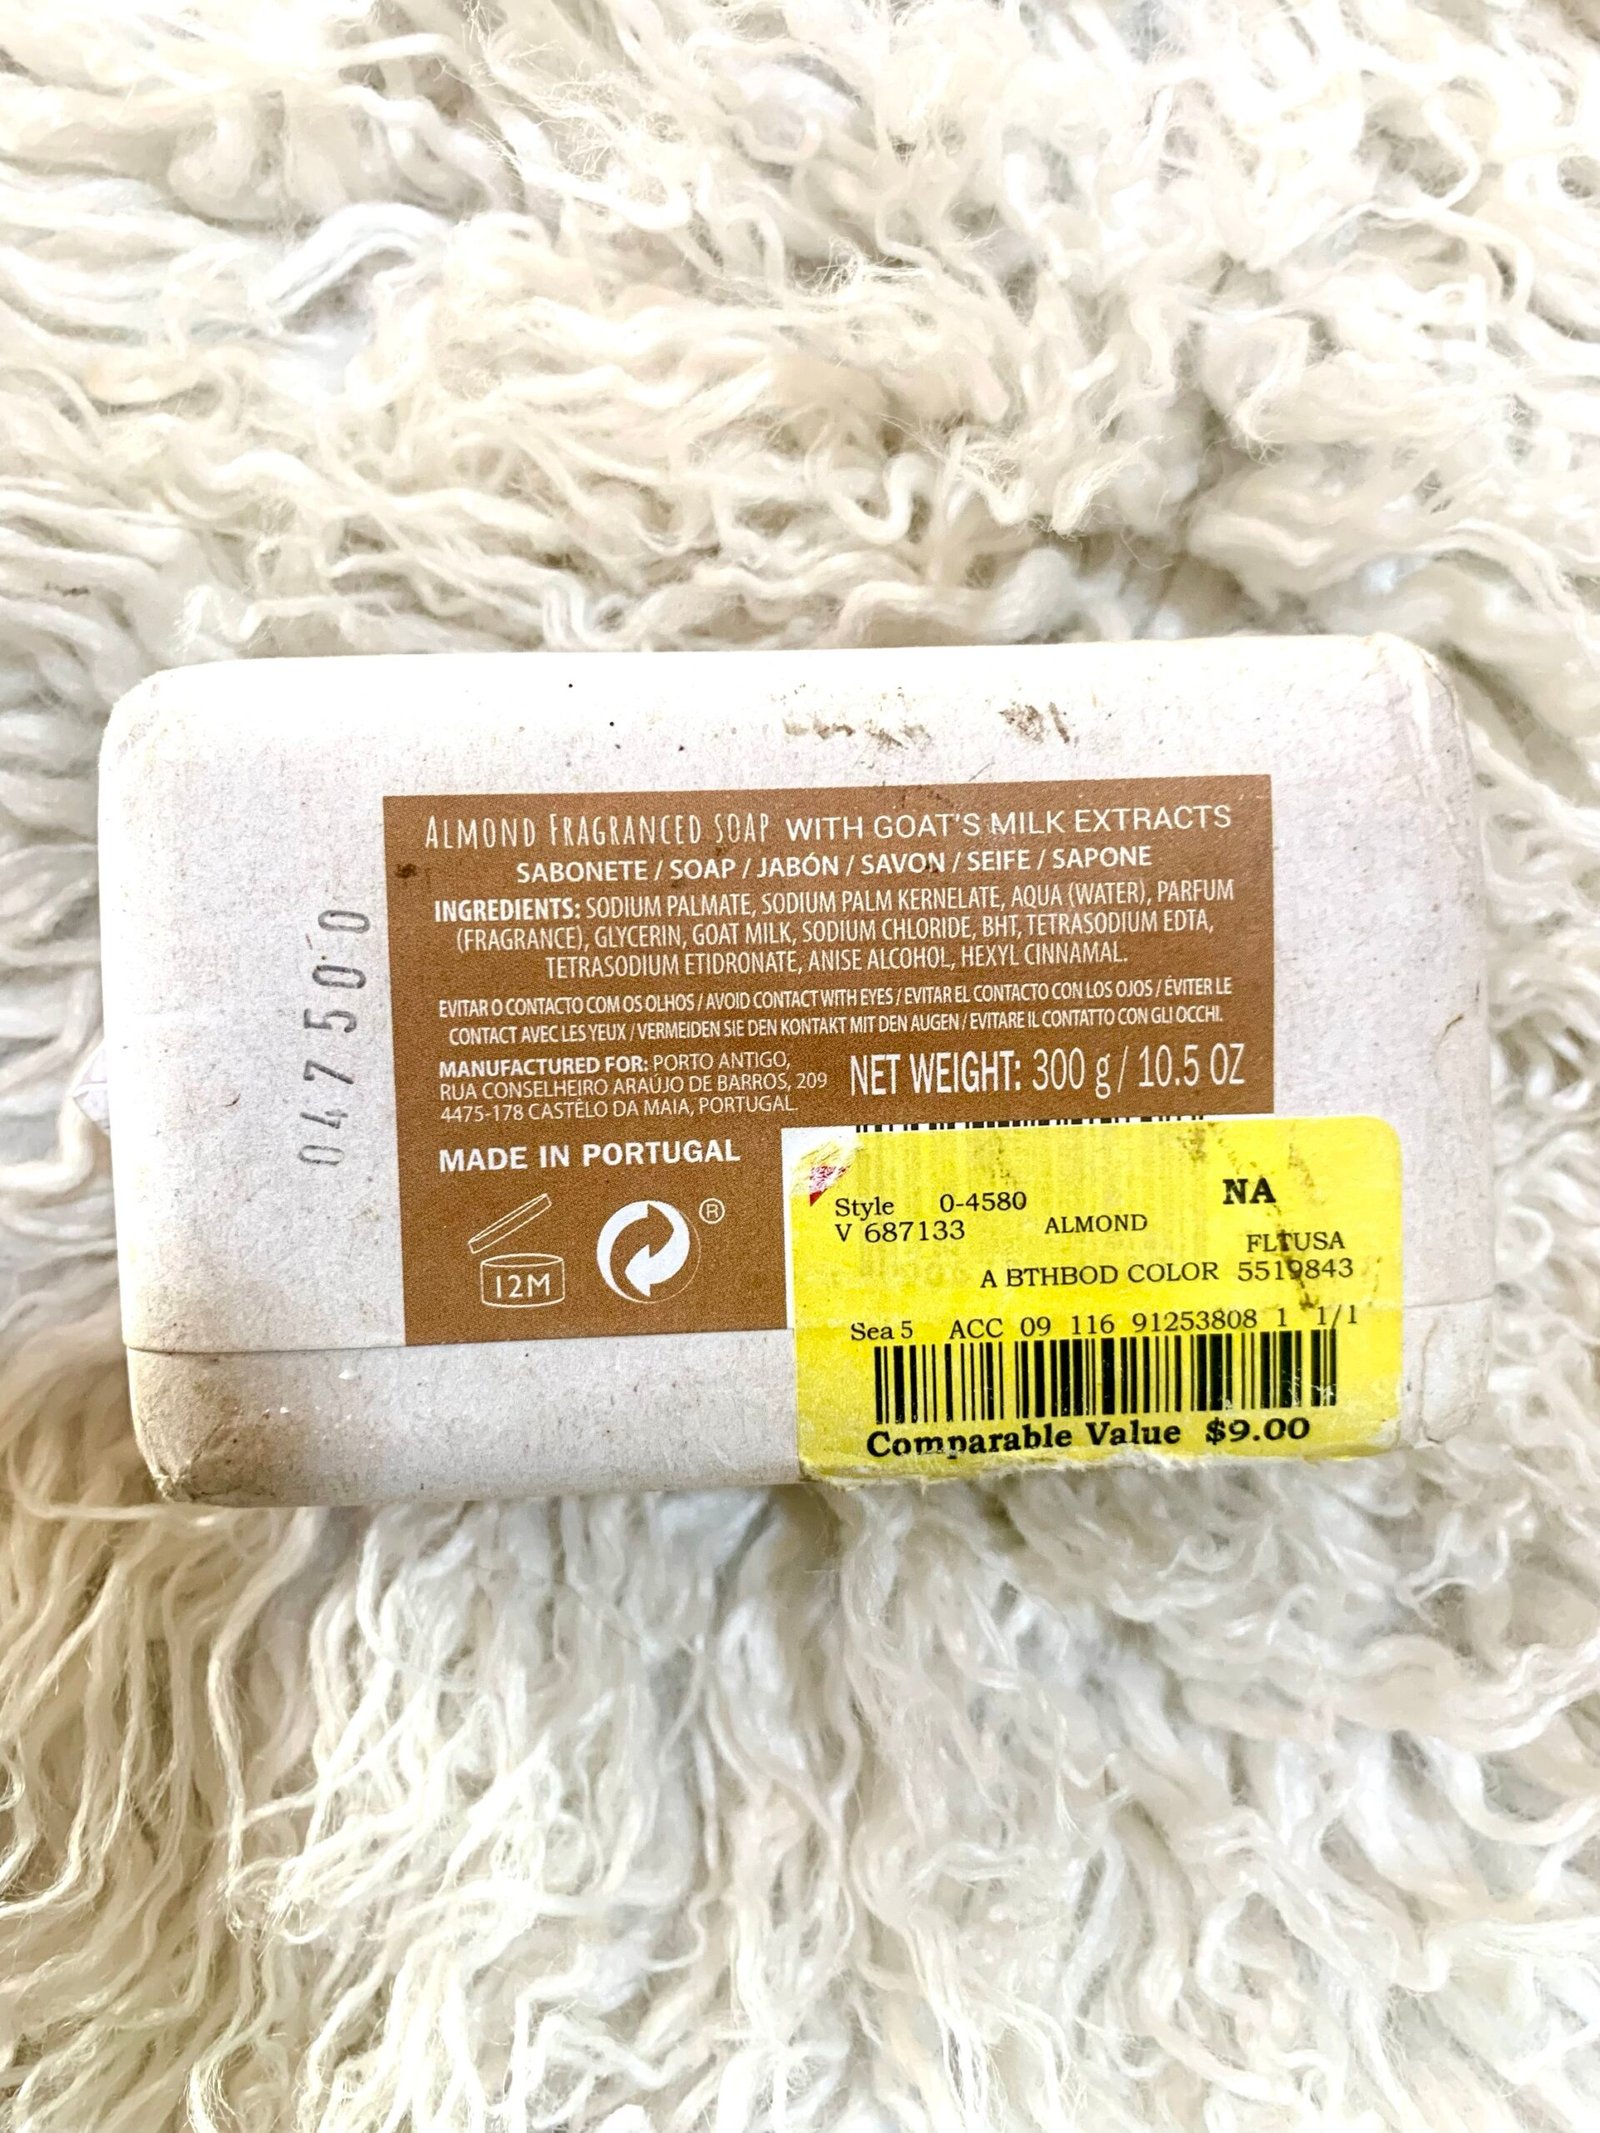 ALMOND FRAGRANCED SOAP WITH GOAT'S MILK EXTRACTS
SABONETE / SOAP / JABÓN / SAVON / SEIFE / SAPONE
INGREDIENTS: SODIUM PALMATE, SODIUM PALM KERNELATE, AQUA (WATER), PARFUM
(FRAGRANCE), GLYCERIN, GOAT MILK, SODIUM CHLORIDE, BHT, TETRASODIUM EDTA,
TETRASODIUM ETIDRONATE, ANISE ALCOHOL, HEXYL CINNAMAL.
EVITAR O CONTACTO COM OS OLHOS / AVOID CONTACT WITH EYES / EVITAR EL CONTACTO CON LOS OJOS / ÉVITER LE
CONTACT AVEC LES YEUX / VERMEIDEN SIE DEN KONTAKT MIT DEN AUGEN / EVITARE IL CONTATTO CON GLI OCCHI.
MANUFACTURED FOR: PORTO ANTIGO,
RUA CONSELHEIRO ARAÚJO DE BARROS, 209
4475-178 CASTÊLO DA MAIA, PORTUGAL.
NET WEIGHT: 300 g / 10.5 OZ
MADE IN PORTUGAL
12M
®
047500
Style 0-4580 NA
V 687133 ALMOND
FLTUSA
A BTHBOD COLOR 5519843
Sea 5 ACC 09 116 91253808 1 1/1
Comparable Value $9.00